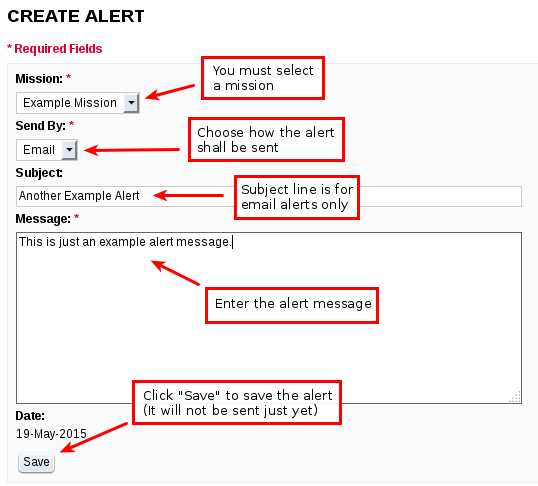 CREATE ALERT
* Required Fields
Mission: *
You must select
a mission
Example Mission
Send By: *
Choose how the alert
shall be sent
Email
Subject:
Subject line is for
email alerts only
Another Example Alert
Message: *
This is just an example alert message.
Enter the alert message
Click "Save" to save the alert
(It will not be sent just yet)
Date:
19-May-2015
Save